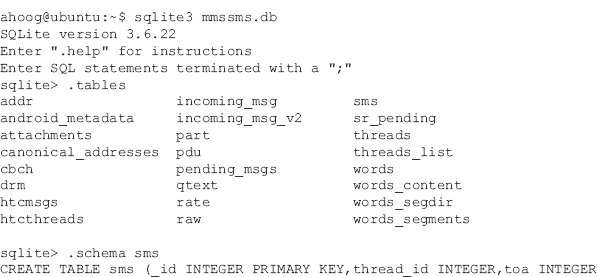 ahoog@ubuntu:~$ sqlite3 mmssms.db
SQLite version 3.6.22
Enter ".help" for instructions
Enter SQL statements terminated with a ";"
sqlite> .tables
addr incoming_msg sms
android_metadata incoming_msg_v2 sr_pending
attachments part threads
canonical_addresses pdu threads_list
cbch pending_msgs words
drm qtext words_content
htcmsgs rate words_segdir
htcthreads raw words_segments
sqlite> .schema sms
CREATE TABLE sms (_id INTEGER PRIMARY KEY,thread_id INTEGER,toa INTEGER